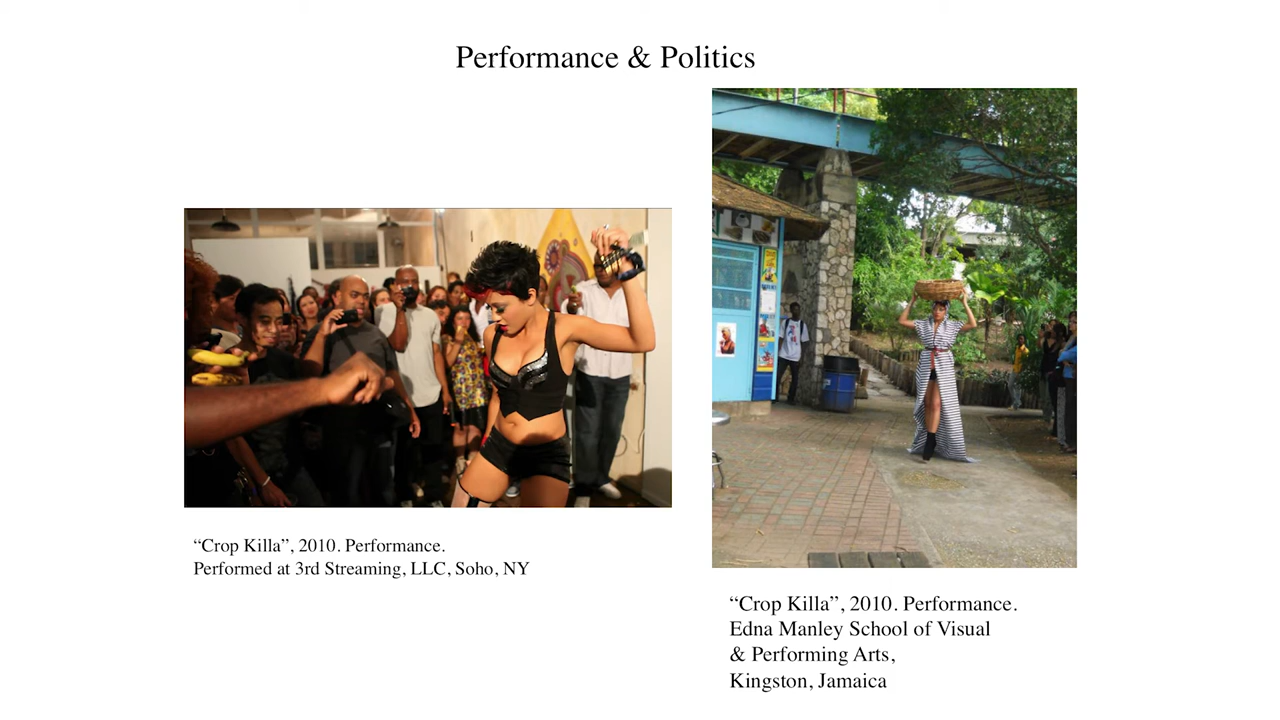 Performance & Politics
“Crop Killa”, 2010. Performance.
Performed at 3rd Streaming, LLC, Soho, NY
“Crop Killa”, 2010. Performance.
Edna Manley School of Visual
& Performing Arts,
Kingston, Jamaica